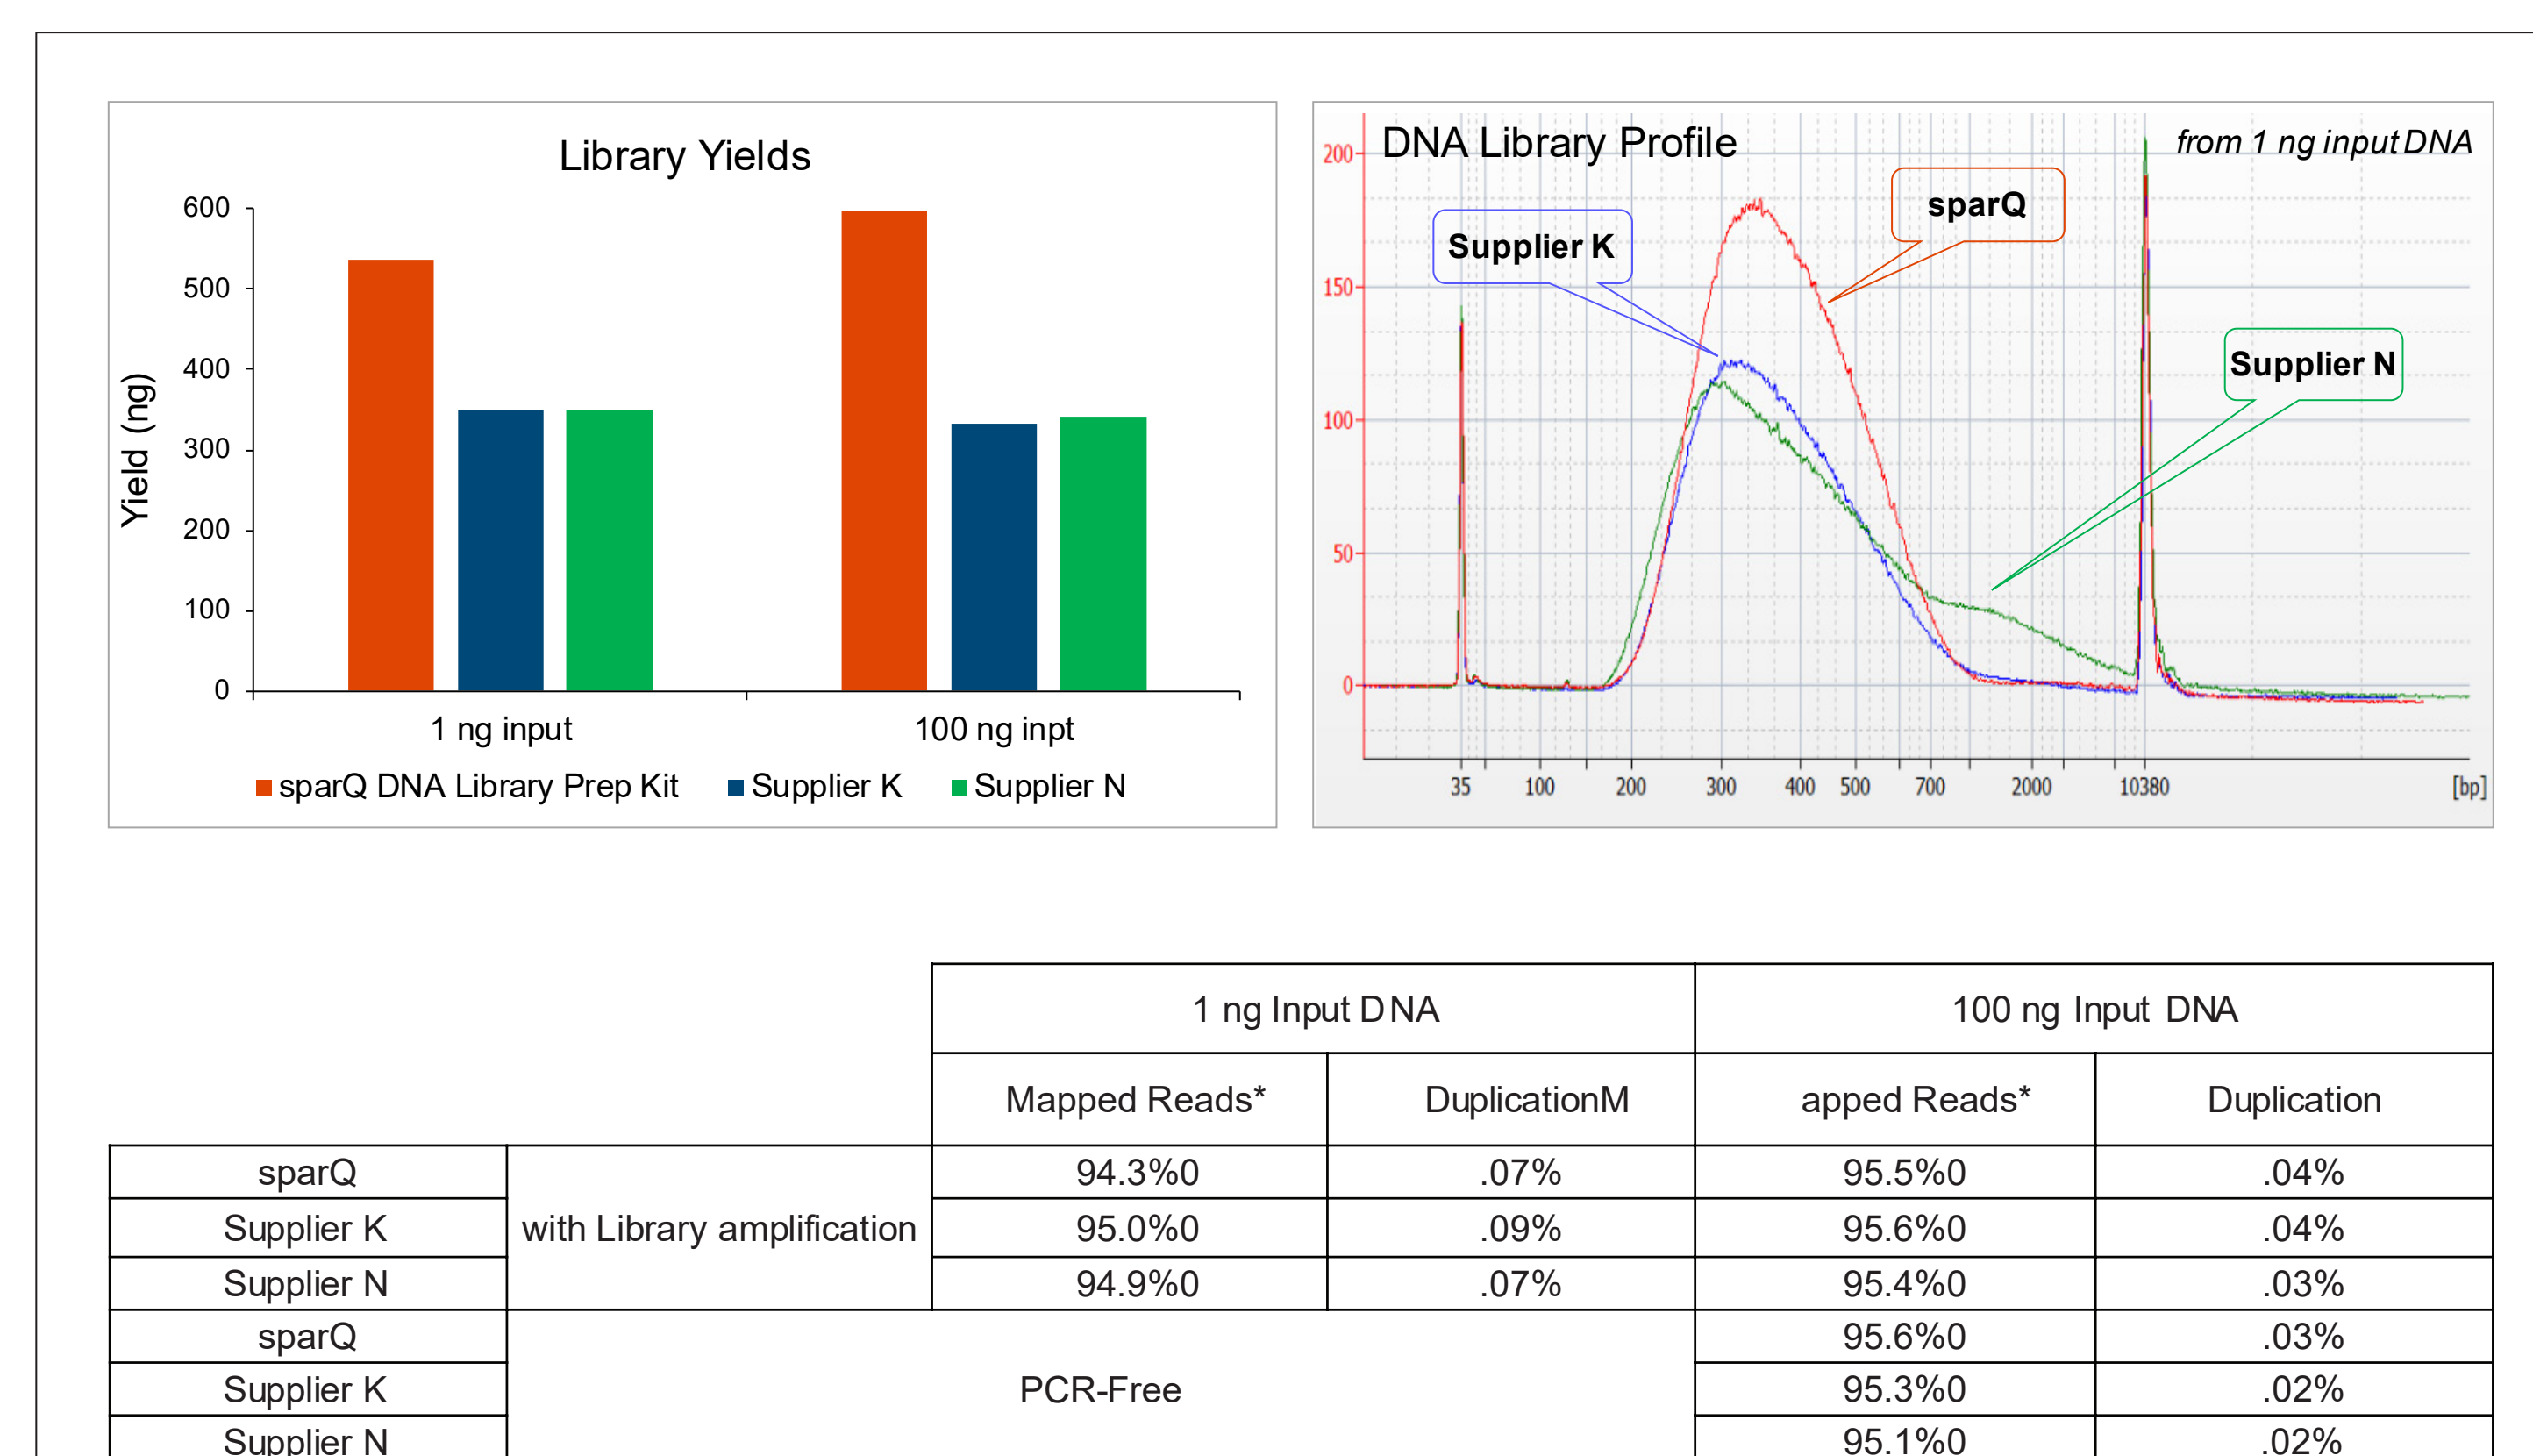 Library Yields
600
500
400
300
200
100
0
Yield (ng)
1 ng input
100 ng inpt
sparQ DNA Library Prep Kit
Supplier K
Supplier N
DNA Library Profile
from 1 ng input DNA
200
150
100
50
0
sparQ
Supplier K
Supplier N
35 100 200 300 400 500 700 2000 10380 [bp]
1 ng Input DNA 100 ng Input DNA
Mapped Reads* DuplicationM apped Reads* Duplication
sparQ 94.3%0 .07% 95.5%0 .04%
Supplier K with Library amplification 95.0%0 .09% 95.6%0 .04%
Supplier N 94.9%0 .07% 95.4%0 .03%
sparQ 95.6%0 .03%
Supplier K PCR-Free 95.3%0 .02%
Supplier N 95.1%0 .02%